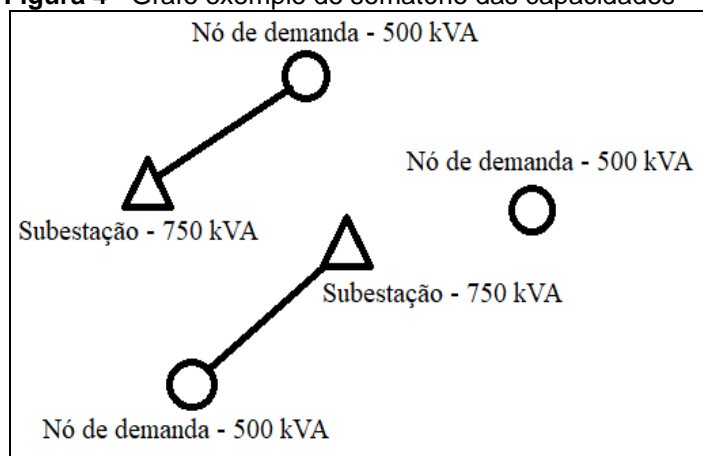 Figura 4 - Grafo exemplo do somatório das capacidades
Nó de demanda - 500 kVA
Nó de demanda - 500 kVA
Subestação - 750 kVA
Subestação - 750 kVA
Nó de demanda - 500 kVA